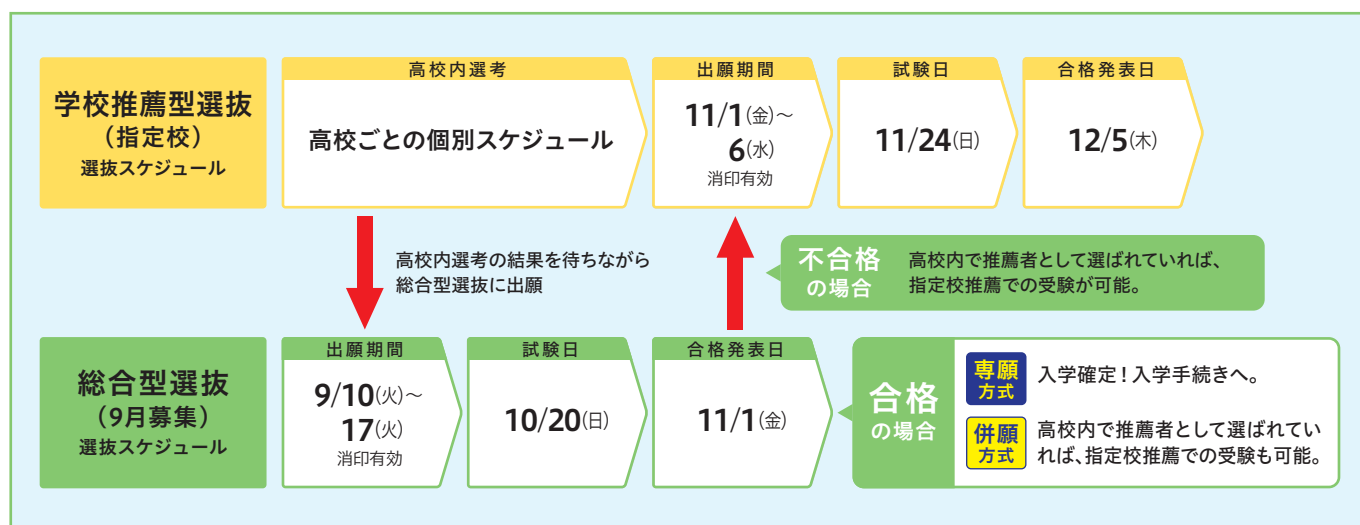 学校推薦型選抜
（指定校）
選抜スケジュール
高校内選考
高校ごとの個別スケジュール
出願期間
11/1(金)～
6(水)
消印有効
試験日
11/24(日)
合格発表日
12/5(木)
高校内選考の結果を待ちながら
総合型選抜に出願
不合格
の場合
高校内で推薦者として選ばれていれば、
指定校推薦での受験が可能。
総合型選抜
（9月募集）
選抜スケジュール
出願期間
9/10(火)～
17(火)
消印有効
試験日
10/20(日)
合格発表日
11/1(金)
合格
の場合
専願
方式
入学確定！入学手続きへ。
併願
方式
高校内で推薦者として選ばれてい
れば、指定校推薦での受験も可能。